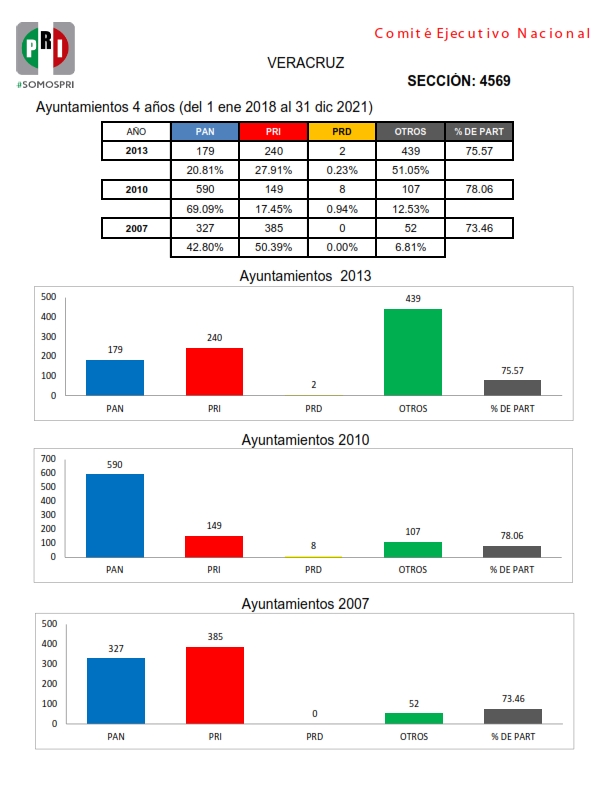 Comité Ejecutivo Nacional
PRI
#SOMOSPRI
VERACRUZ
SECCIÓN: 4569
Ayuntamientos 4 años (del 1 ene 2018 al 31 dic 2021)
AÑO PAN PRI PRD OTROS % DE PART
2013 179 240 2 439 75.57
20.81% 27.91% 0.23% 51.05%
2010 590 149 8 107 78.06
69.09% 17.45% 0.94% 12.53%
2007 327 385 0 52 73.46
42.80% 50.39% 0.00% 6.81%
Ayuntamientos 2013
500
400
300
200
100
0
179 240 2 439 75.57
PAN PRI PRD OTROS % DE PART
Ayuntamientos 2010
700
600
500
400
300
200
100
0
590 149 8 107 78.06
PAN PRI PRD OTROS % DE PART
Ayuntamientos 2007
500
400
300
200
100
0
327 385 0 52 73.46
PAN PRI PRD OTROS % DE PART